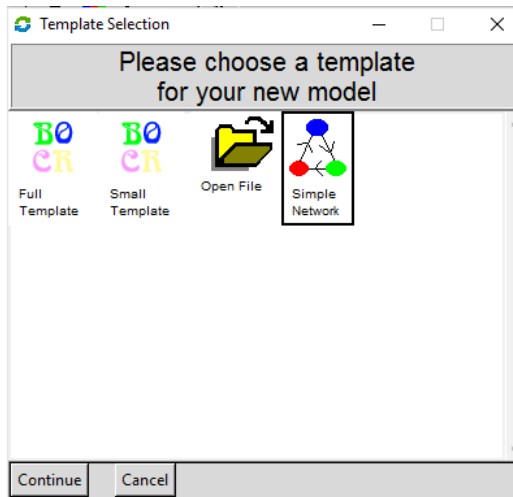 Template Selection
Please choose a template
for your new model
BO
CR
Full
Template
BO
CR
Small
Template
Open File
Simple
Network
Continue
Cancel